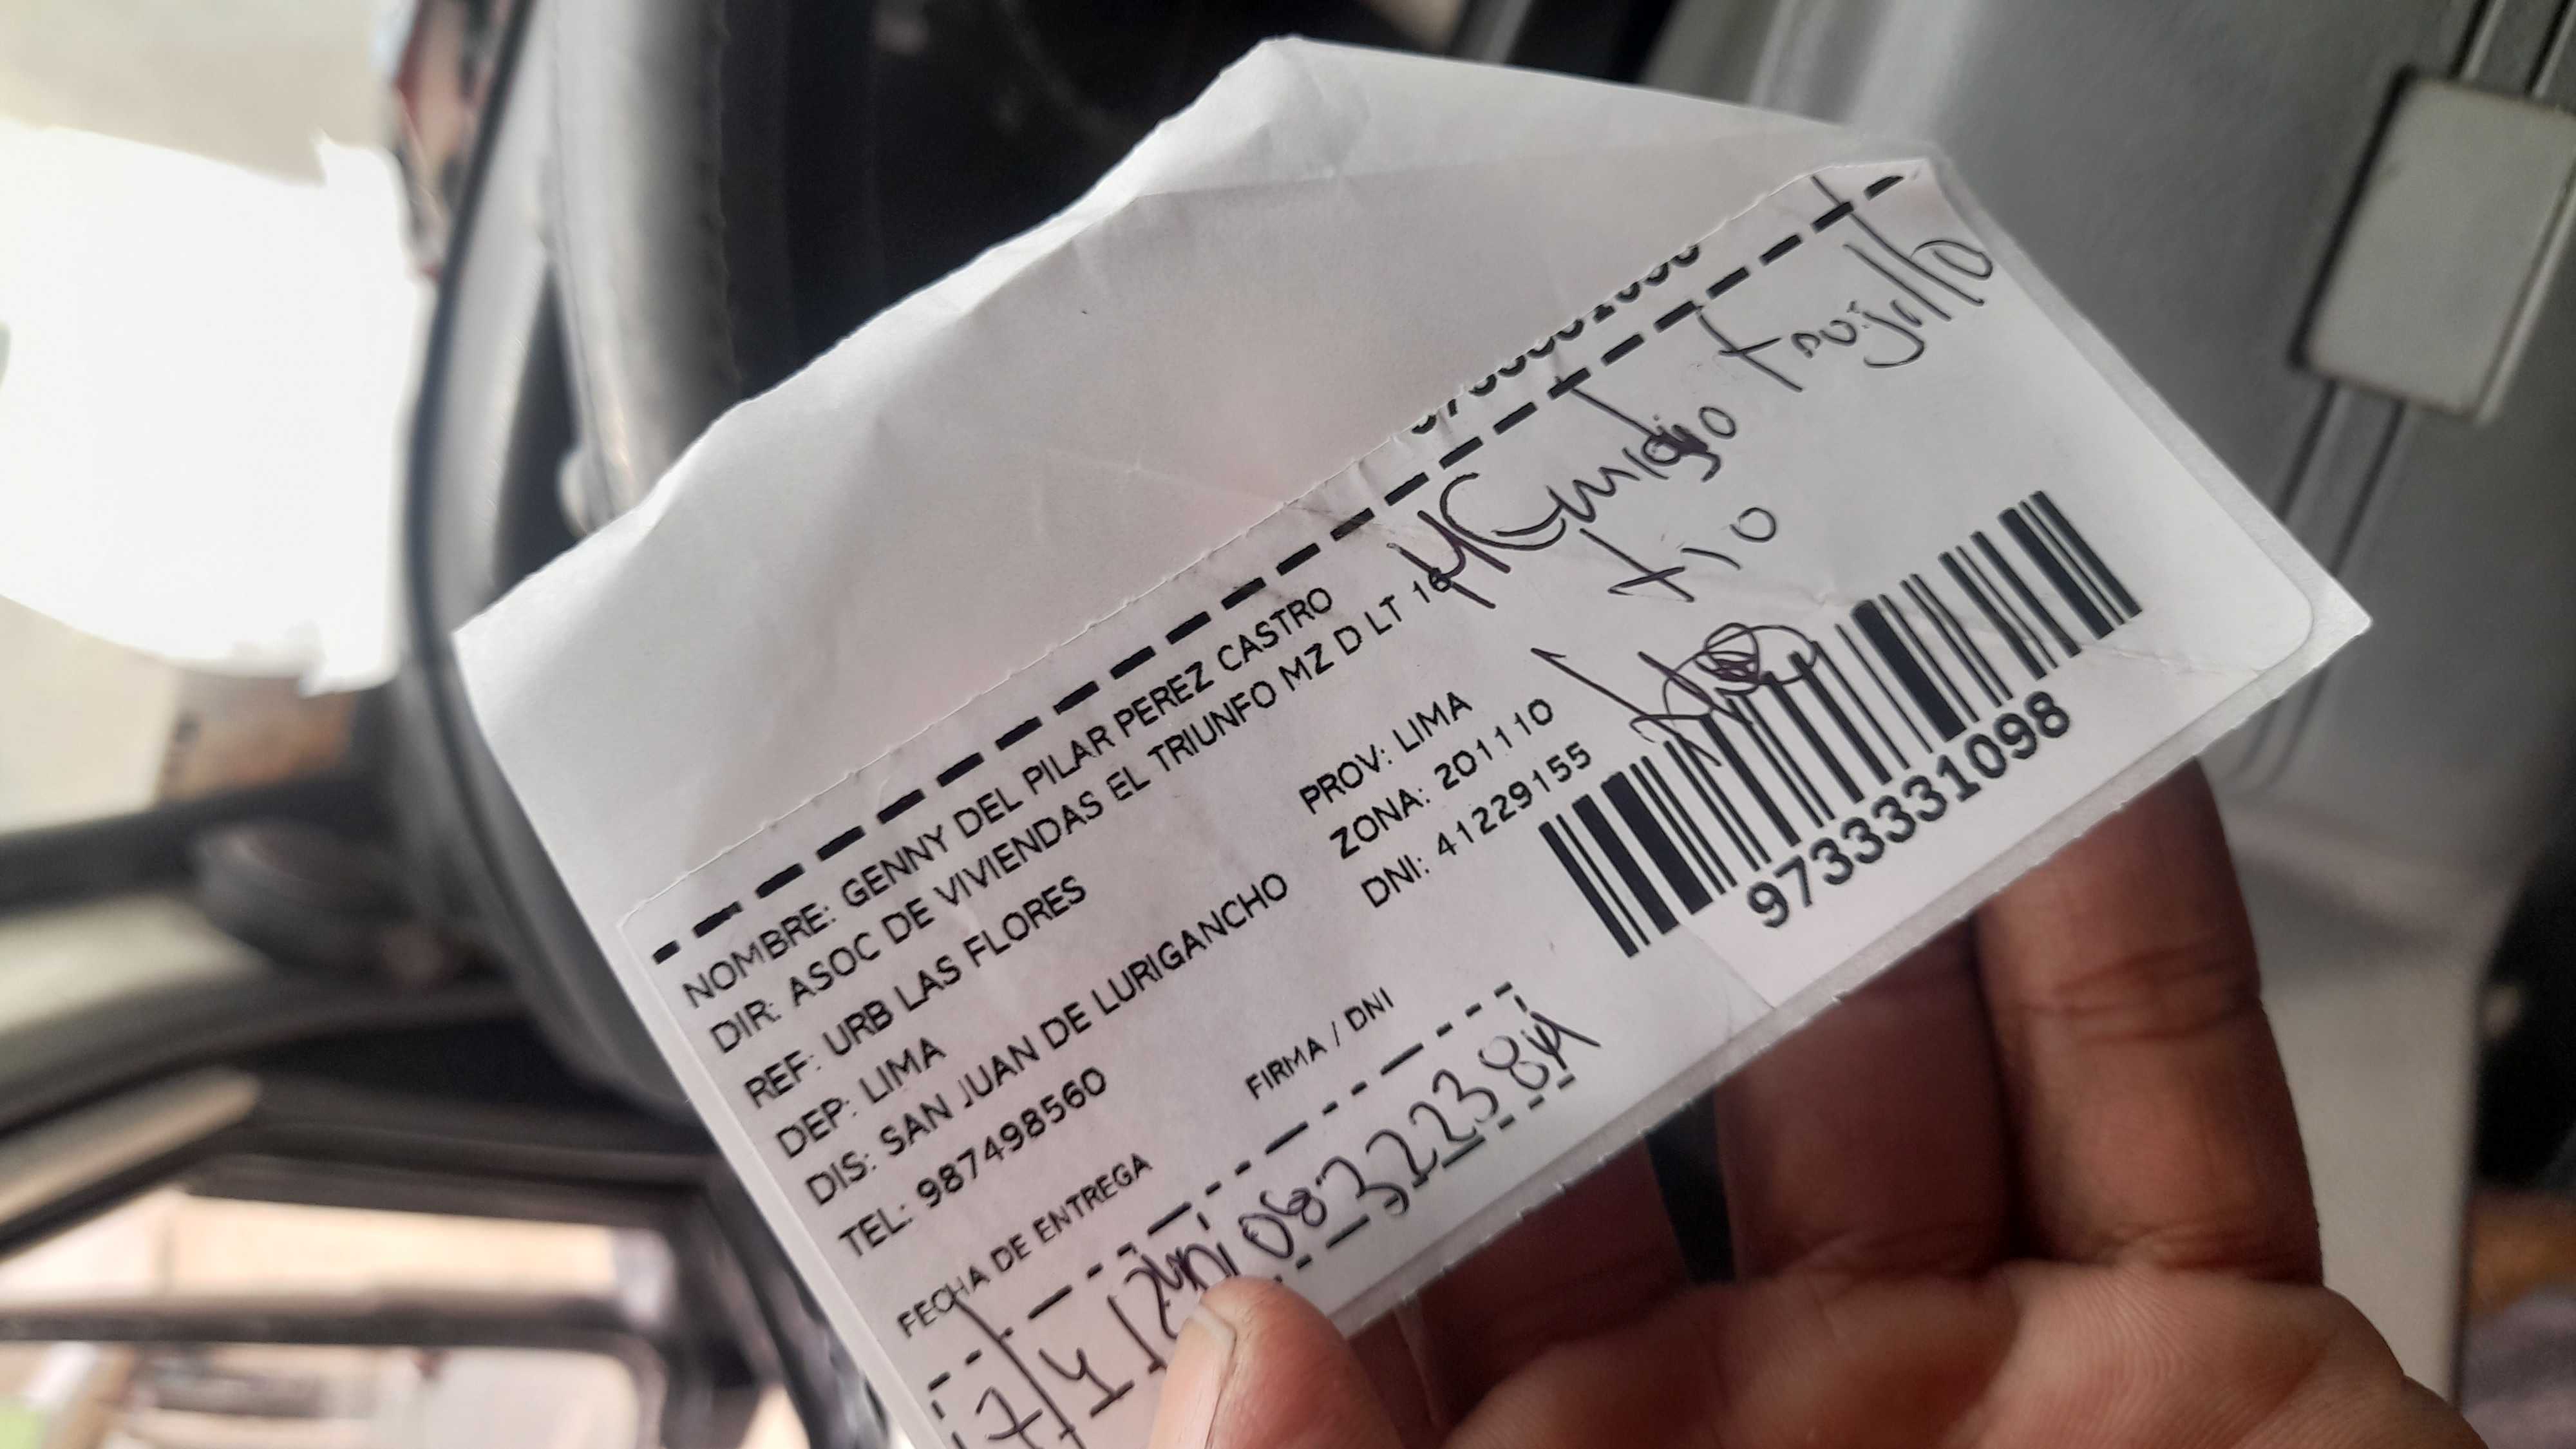 NOMBRE: GENNY DEL PILAR PEREZ CASTRO
DIR: ASOC DE VIVIENDAS EL TRIUNFO MZ D LT 16
REF: URB LAS FLORES
DEP: LIMA
PROV: LIMA
DIS: SAN JUAN DE LURIGANCHO
ZONA: 201110
TEL: 987498560
DNI: 41229155
Trujillo
tio
9733331098
FECHA DE ENTREGA
FIRMA / DNI